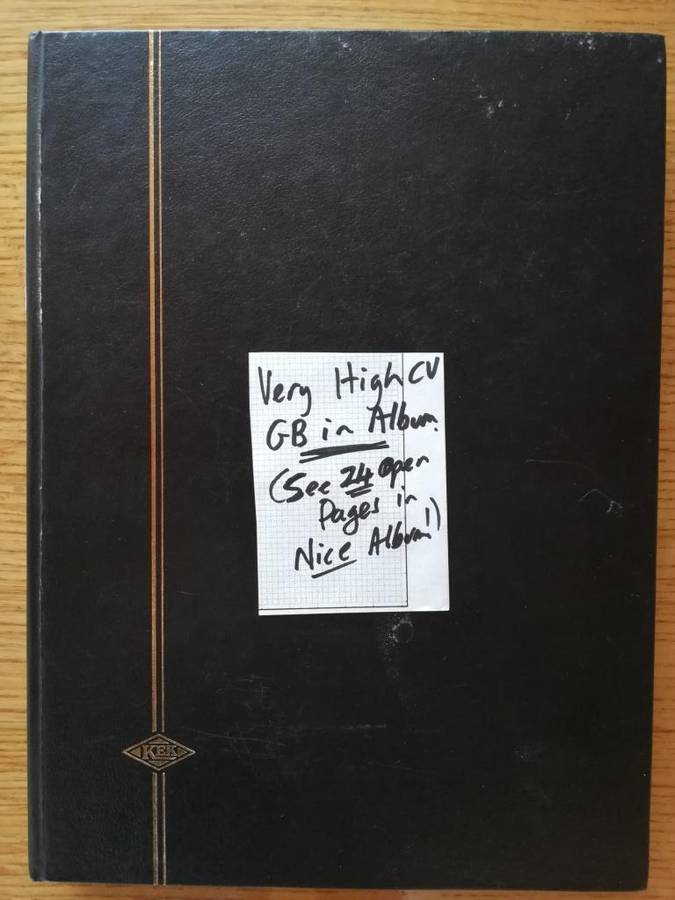 Very High CV
GB in Album.
(See 24 open
Pages in
Nice Album!)
KEK